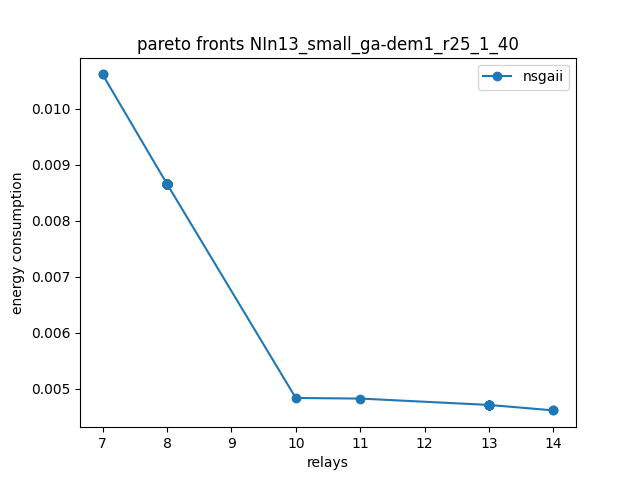 pareto fronts NIn13_small_ga-dem1_r25_1_40
nsgaii
energy consumption
0.010
0.009
0.008
0.007
0.006
0.005
7 8 9 10 11 12 13 14
relays